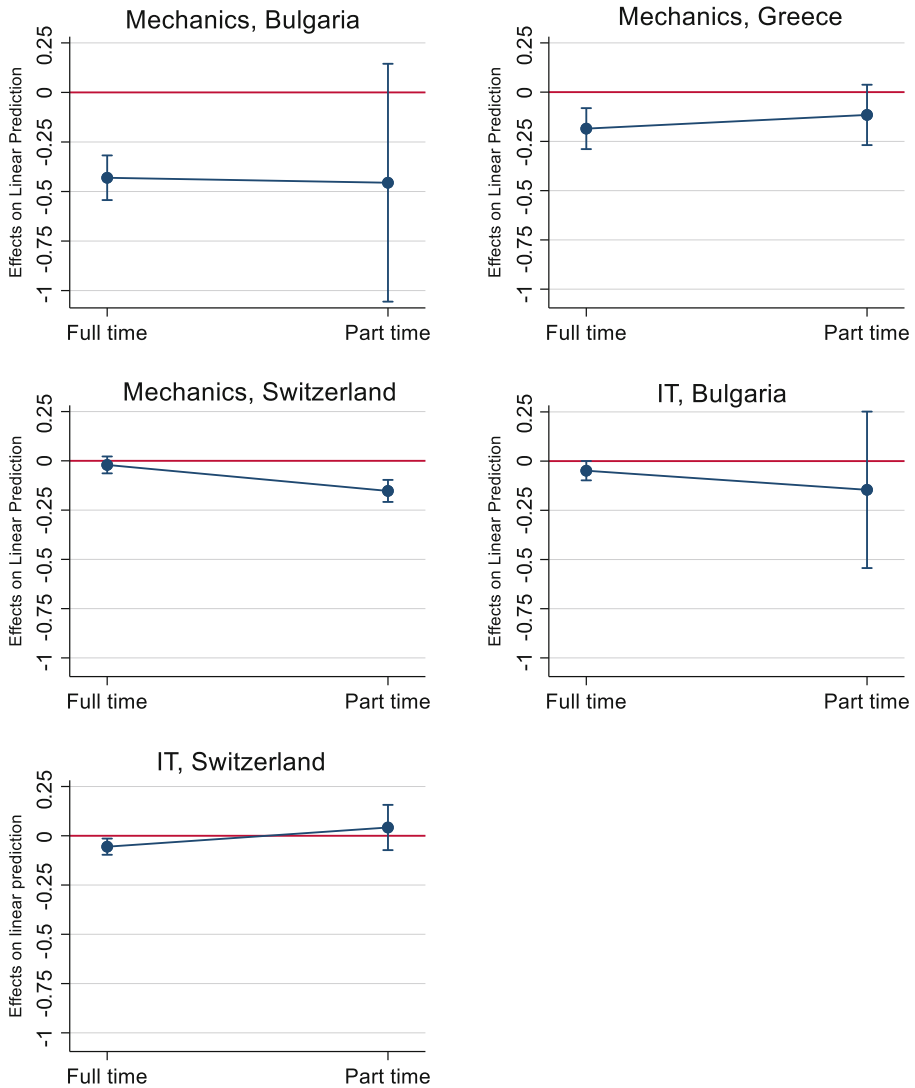 Mechanics, Bulgaria
Effects on Linear Prediction
0.25
0
-0.25
-0.5
-0.75
-1
Full time
Part time
Mechanics, Greece
Effects on Linear Prediction
0.25
0
-0.25
-0.5
-0.75
-1
Full time
Part time
Mechanics, Switzerland
Effects on Linear Prediction
0.25
0
-0.25
-0.5
-0.75
-1
Full time
Part time
IT, Bulgaria
Effects on Linear Prediction
0.25
0
-0.25
-0.5
-0.75
-1
Full time
Part time
IT, Switzerland
Effects on linear prediction
0.25
0
-0.25
-0.5
-0.75
-1
Full time
Part time